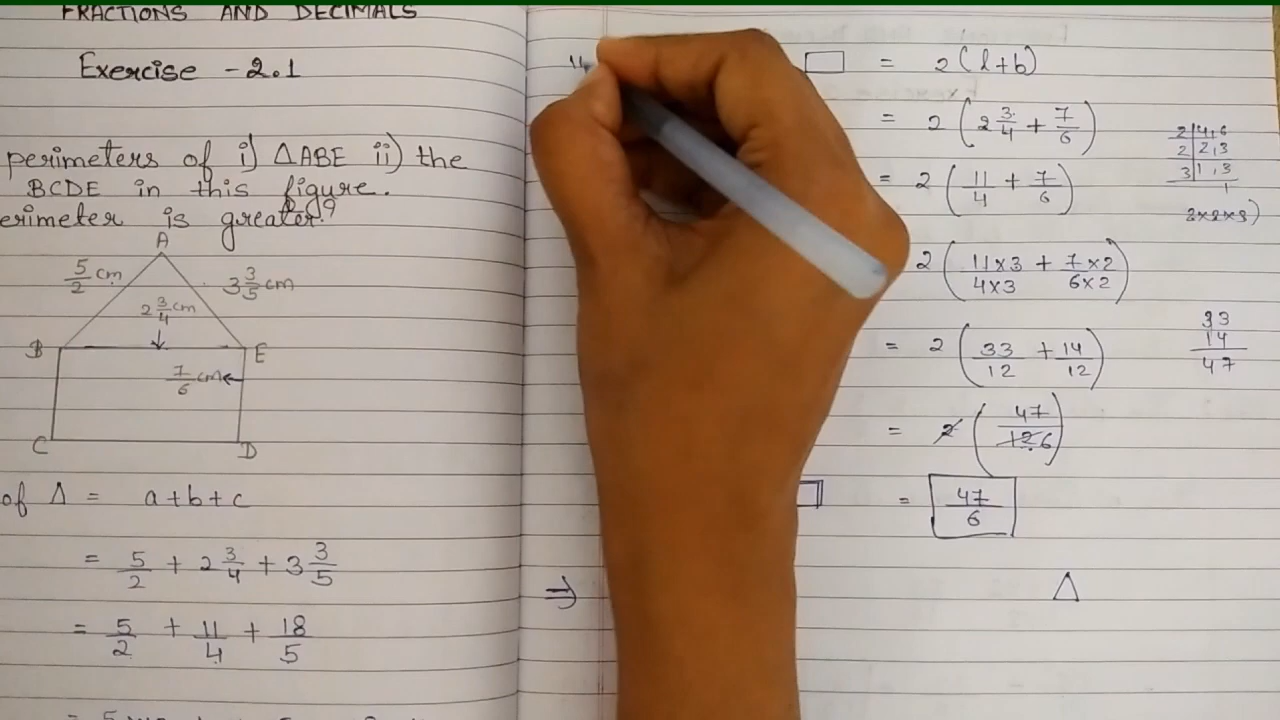 FRACTIONS AND DECIMALS
Exercise - 2.1
perimeters of i) ΔABE ii) the
BCDE in this figure.
erimeter is greater?
A
5/2 cm
3 3/5 cm
2 3/4 cm
B
E
7/6 cm
C
D
of Δ = a+b+c
= 5/2 + 2 3/4 + 3 3/5
= 5/2 + 11/4 + 18/5
▭ = 2(l+b)
= 2 (2 3/4 + 7/6)
= 2 (11/4 + 7/6)
2 (11×3/4×3 + 7×2/6×2)
= 2 (33/12 + 14/12)
= 2 (47/12 6)
▭ = 47/6
⇒ Δ
2|4,6
2|2,3
3|1,3
1
2×2×3)
33
14
47